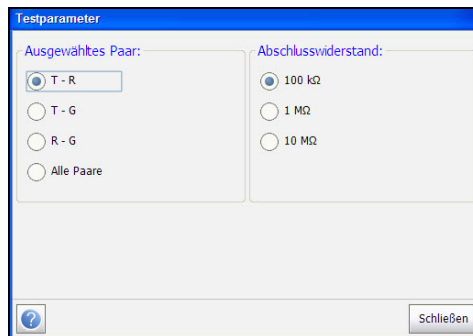 Testparameter
Ausgewähltes Paar:
T - R
T - G
R - G
Alle Paare
Abschlusswiderstand:
100 kΩ
1 MΩ
10 MΩ
?
Schließen